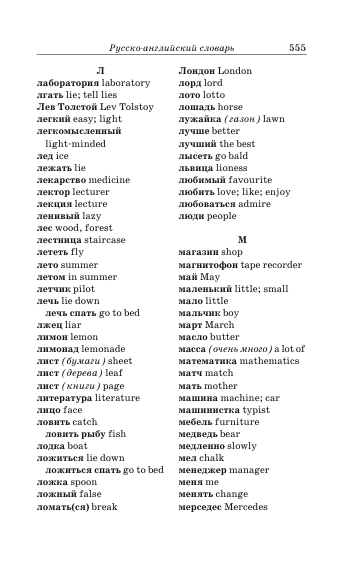 Русско-английский словарь 555
Л
лаборатория laboratory
лгать lie; tell lies
Лев Толстой Lev Tolstoy
легкий easy; light
легкомысленный
light-minded
лед ice
лежать lie
лекарство medicine
лектор lecturer
лекция lecture
ленивый lazy
лес wood, forest
лестница staircase
лететь fly
лето summer
летом in summer
летчик pilot
лечь lie down
лечь спать go to bed
лжец liar
лимон lemon
лимонад lemonade
лист (бумаги) sheet
лист (дерева) leaf
лист (книги) page
литература literature
лицо face
ловить catch
ловить рыбу fish
лодка boat
ложиться lie down
ложиться спать go to bed
ложка spoon
ложный false
ломать(ся) break
Лондон London
лорд lord
лото lotto
лошадь horse
лужайка (газон) lawn
лучше better
лучший the best
лысеть go bald
львица lioness
любимый favourite
любить love; like; enjoy
любоваться admire
люди people
М
магазин shop
магнитофон tape recorder
май May
маленький little; small
мало little
мальчик boy
март March
масло butter
масса (очень много) a lot of
математика mathematics
матч match
мать mother
машина machine; car
машинистка typist
мебель furniture
медведь bear
медленно slowly
мел chalk
менеджер manager
меня me
менять change
мерседес Mercedes